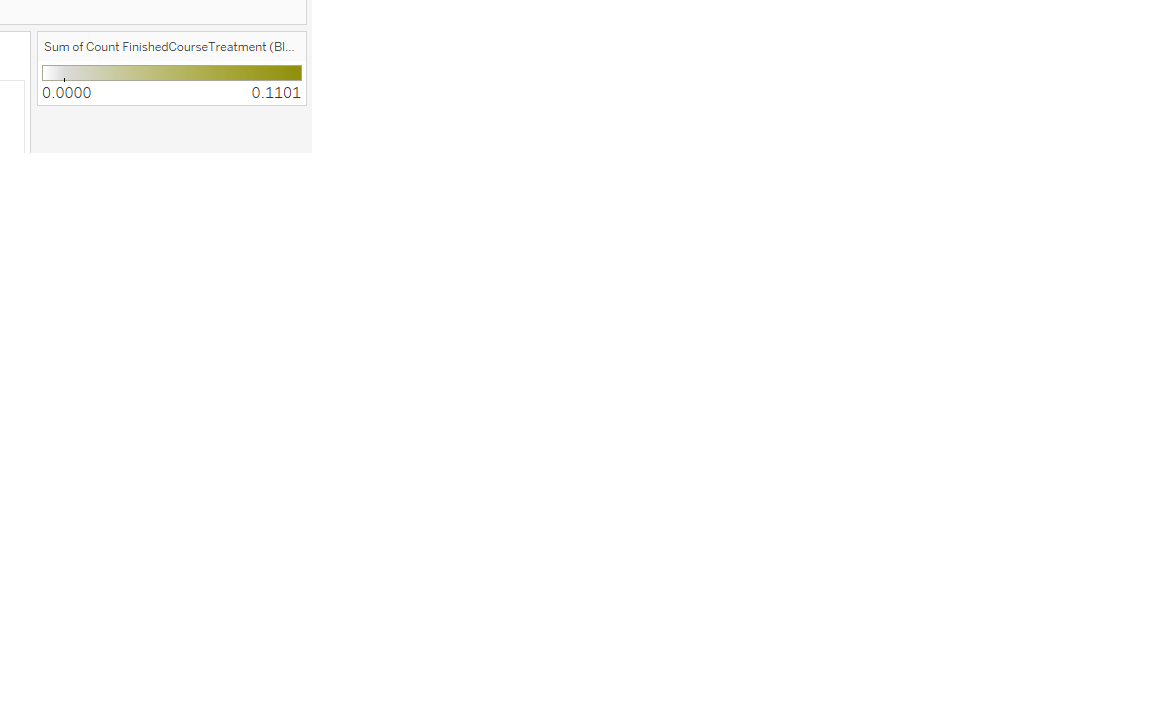 Sum of Count FinishedCourseTreatment (Bl...
0.0000 0.1101